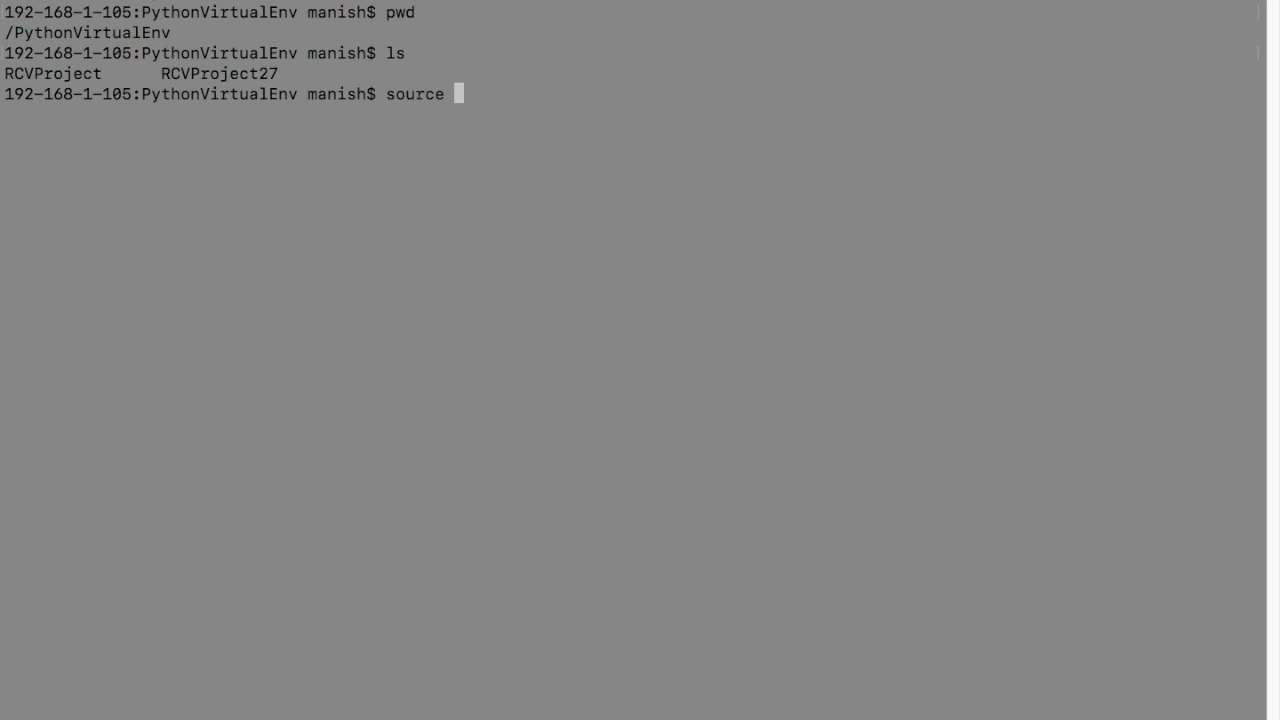 192-168-1-105:PythonVirtualEnv manish$ pwd
/PythonVirtualEnv
192-168-1-105:PythonVirtualEnv manish$ ls
RCVProject      RCVProject27
192-168-1-105:PythonVirtualEnv manish$ source